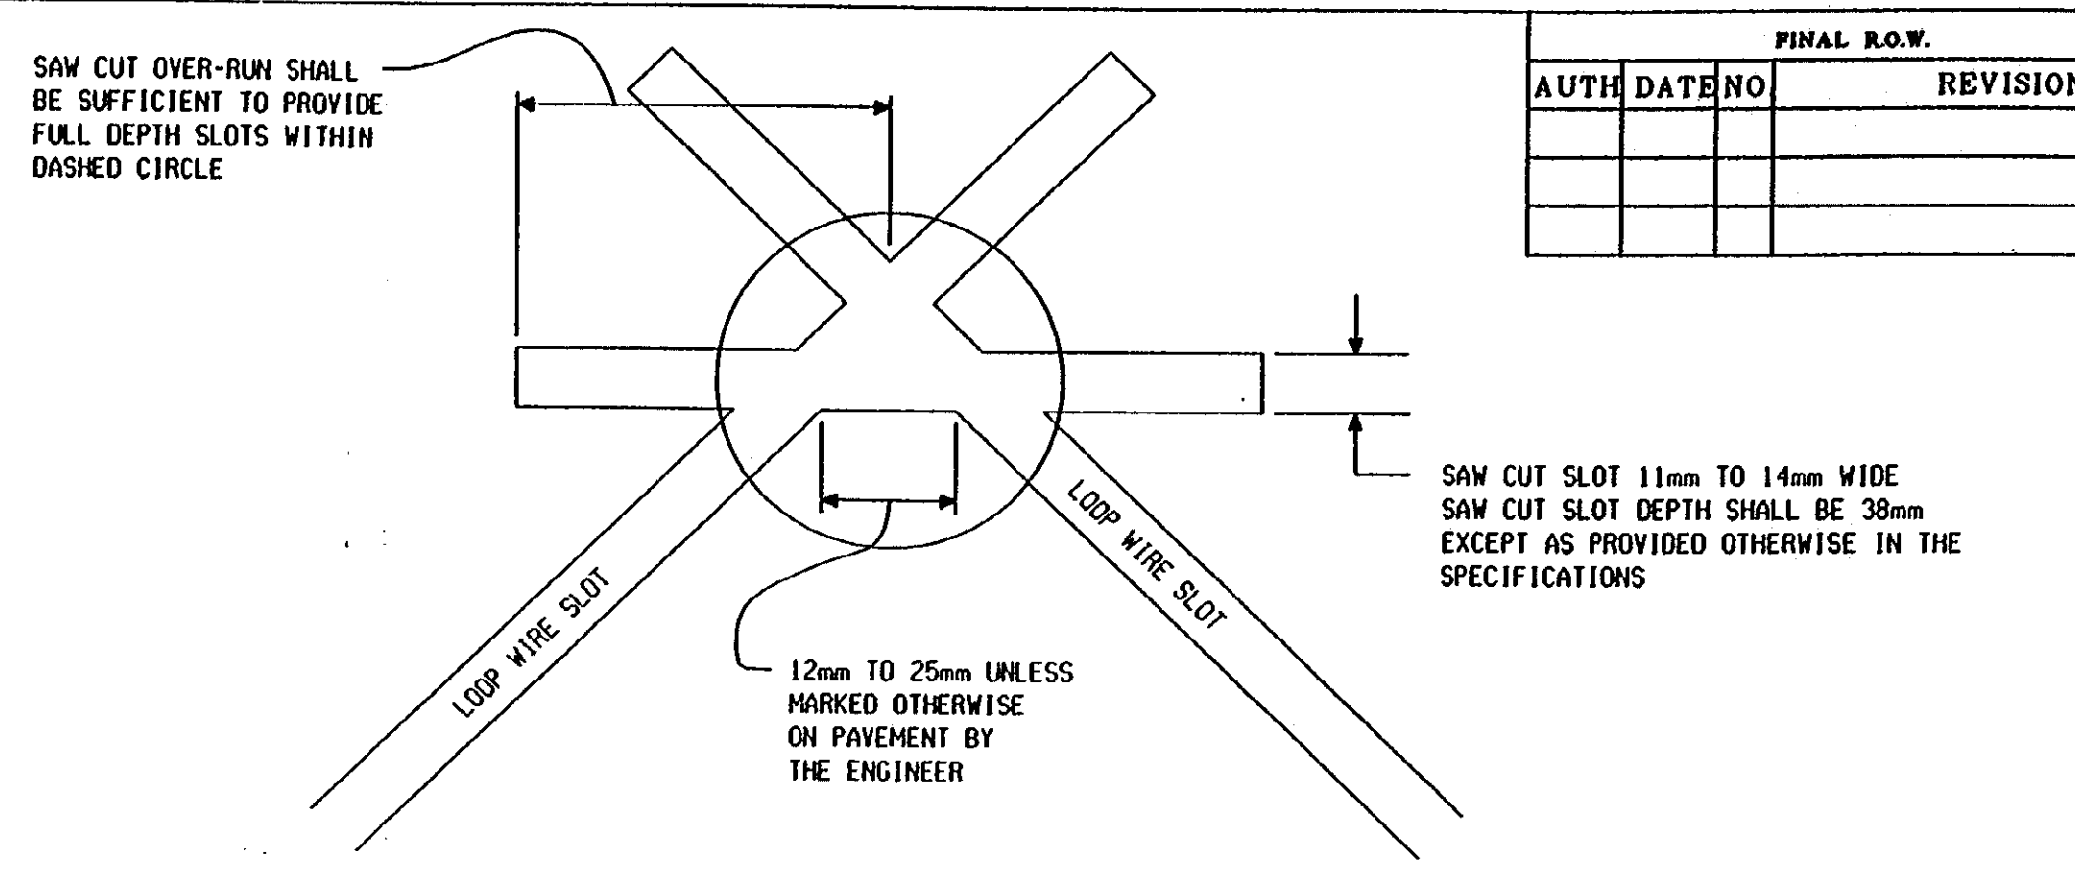 SAW CUT OVER-RUN SHALL
BE SUFFICIENT TO PROVIDE
FULL DEPTH SLOTS WITHIN
DASHED CIRCLE
FINAL R.O.W.
AUTH DATE NO. REVISION
SAW CUT SLOT 11mm TO 14mm WIDE
SAW CUT SLOT DEPTH SHALL BE 38mm
EXCEPT AS PROVIDED OTHERWISE IN THE
SPECIFICATIONS
LOOP WIRE SLOT
LOOP WIRE SLOT
12mm TO 25mm UNLESS
MARKED OTHERWISE
ON PAVEMENT BY
THE ENGINEER